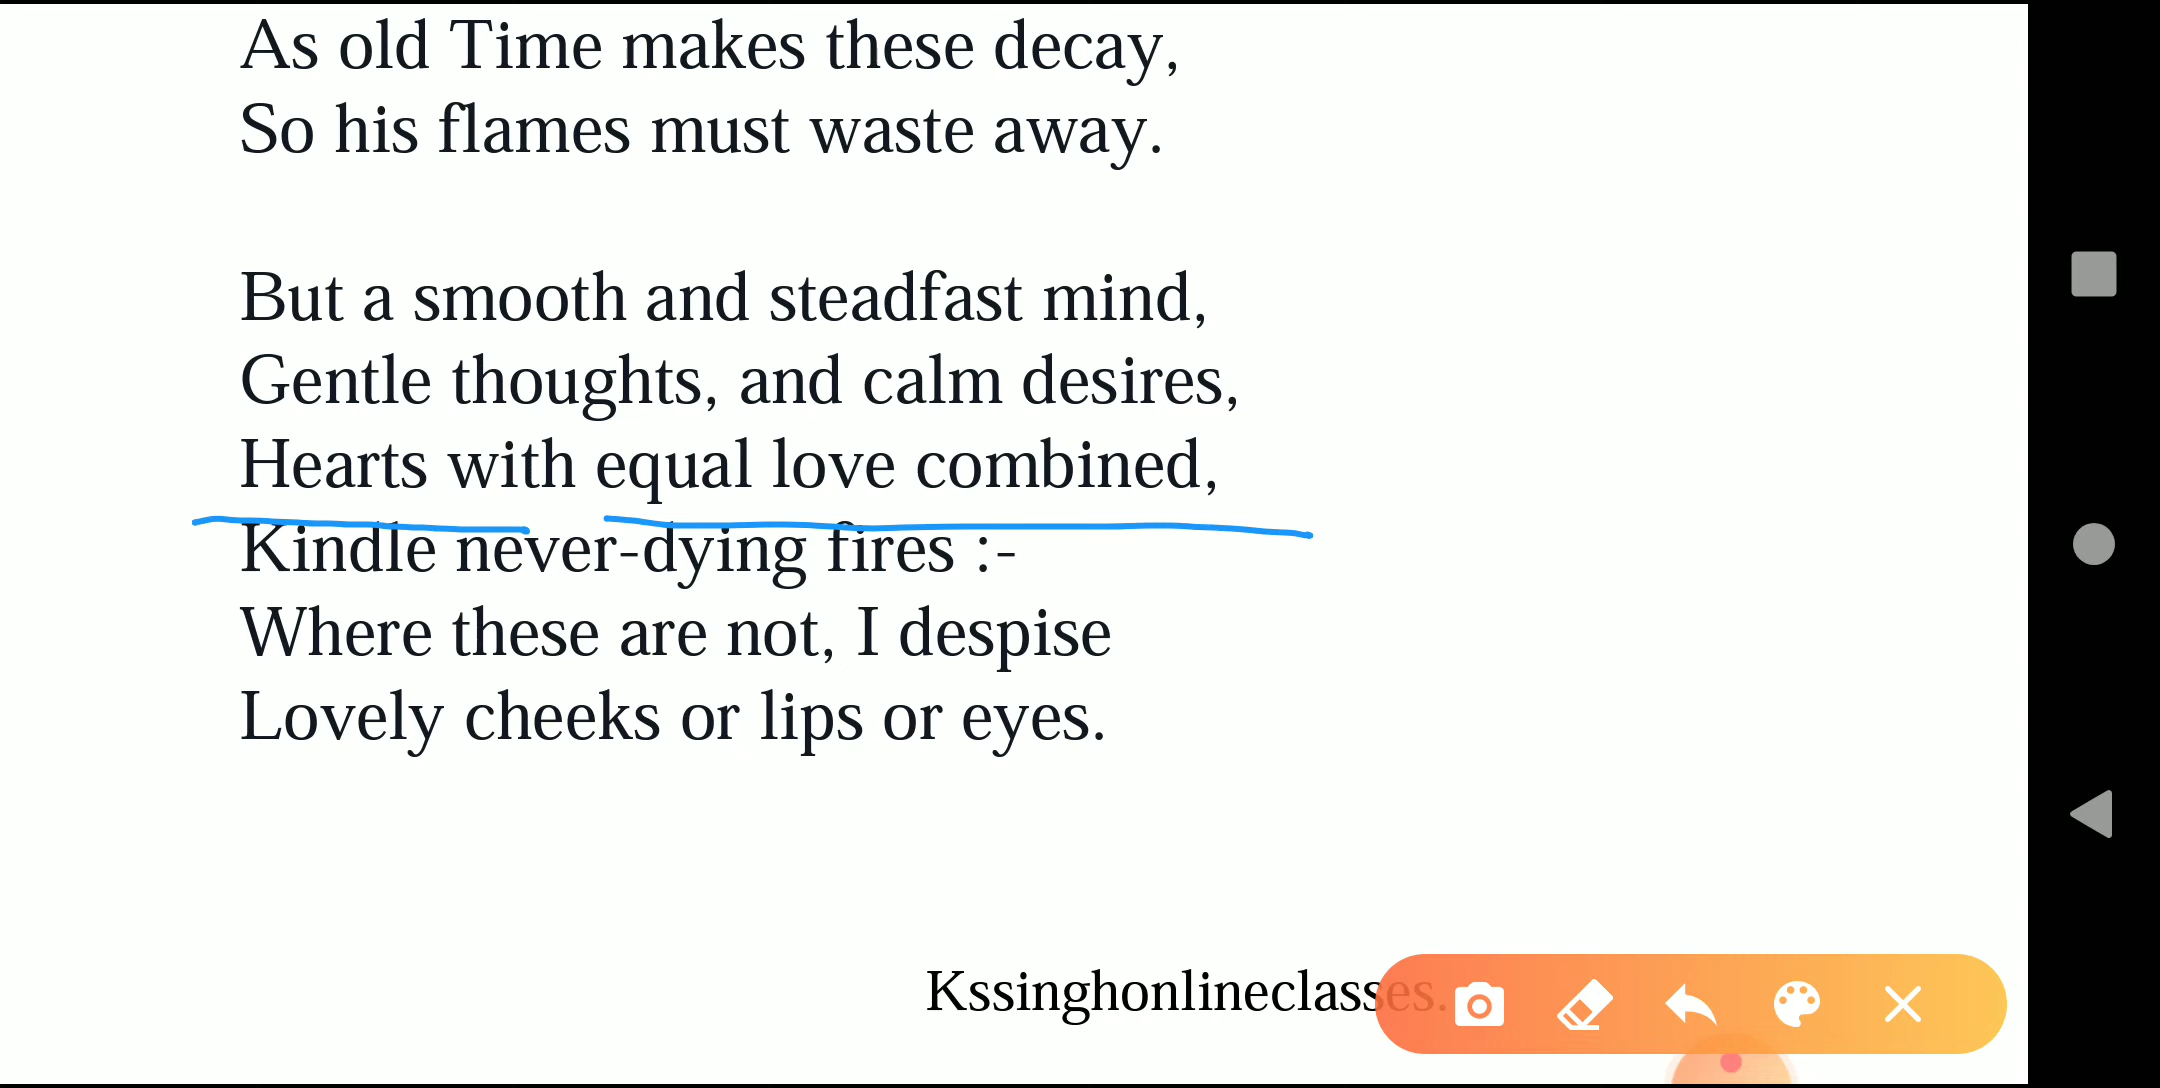 As old Time makes these decay,
So his flames must waste away.
But a smooth and steadfast mind,
Gentle thoughts, and calm desires,
Hearts with equal love combined,
Kindle never-dying fires :-
Where these are not, I despise
Lovely cheeks or lips or eyes.
Kssinghonlineclasses.